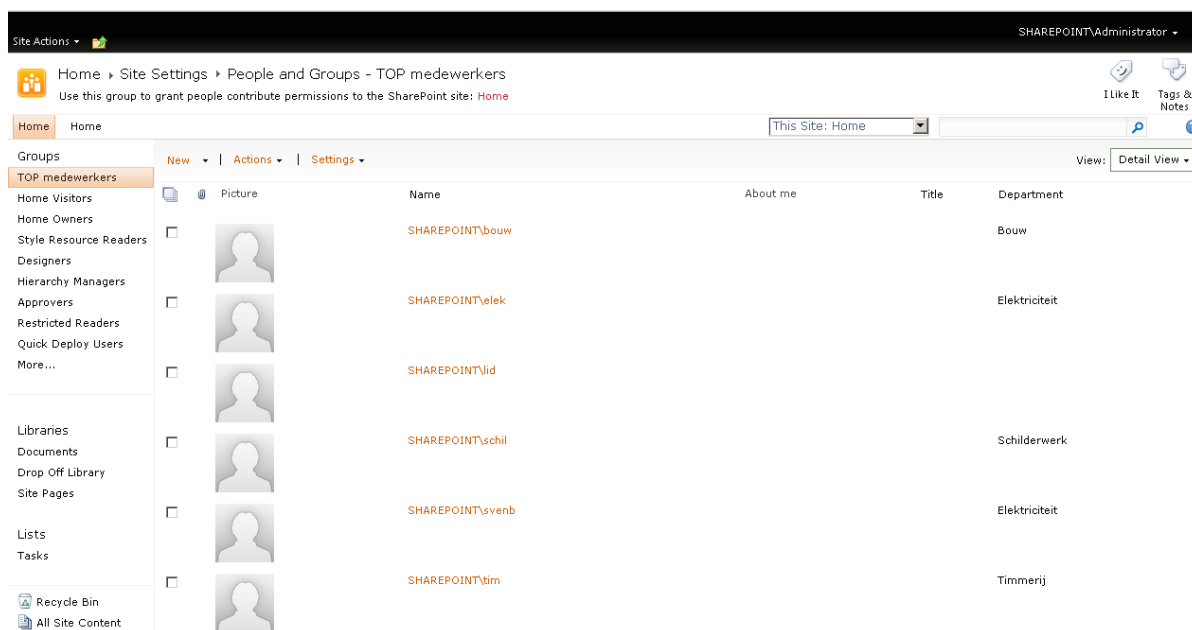 SHAREPOINT\Administrator
Site Actions
Home Site Settings People and Groups - TOP medewerkers
Use this group to grant people contribute permissions to the SharePoint site: Home
I Like It
Tags & Notes
Home Home
This Site: Home
Groups
TOP medewerkers
Home Visitors
Home Owners
Style Resource Readers
Designers
Hierarchy Managers
Approvers
Restricted Readers
Quick Deploy Users
More...
Libraries
Documents
Drop Off Library
Site Pages
Lists
Tasks
Recycle Bin
All Site Content
New | Actions | Settings
View: Detail View
Picture Name About me Title Department
SHAREPOINT\bouw Bouw
SHAREPOINT\elek Elektriciteit
SHAREPOINT\lid
SHAREPOINT\schil Schilderwerk
SHAREPOINT\svenb Elektriciteit
SHAREPOINT\tim Timmerij